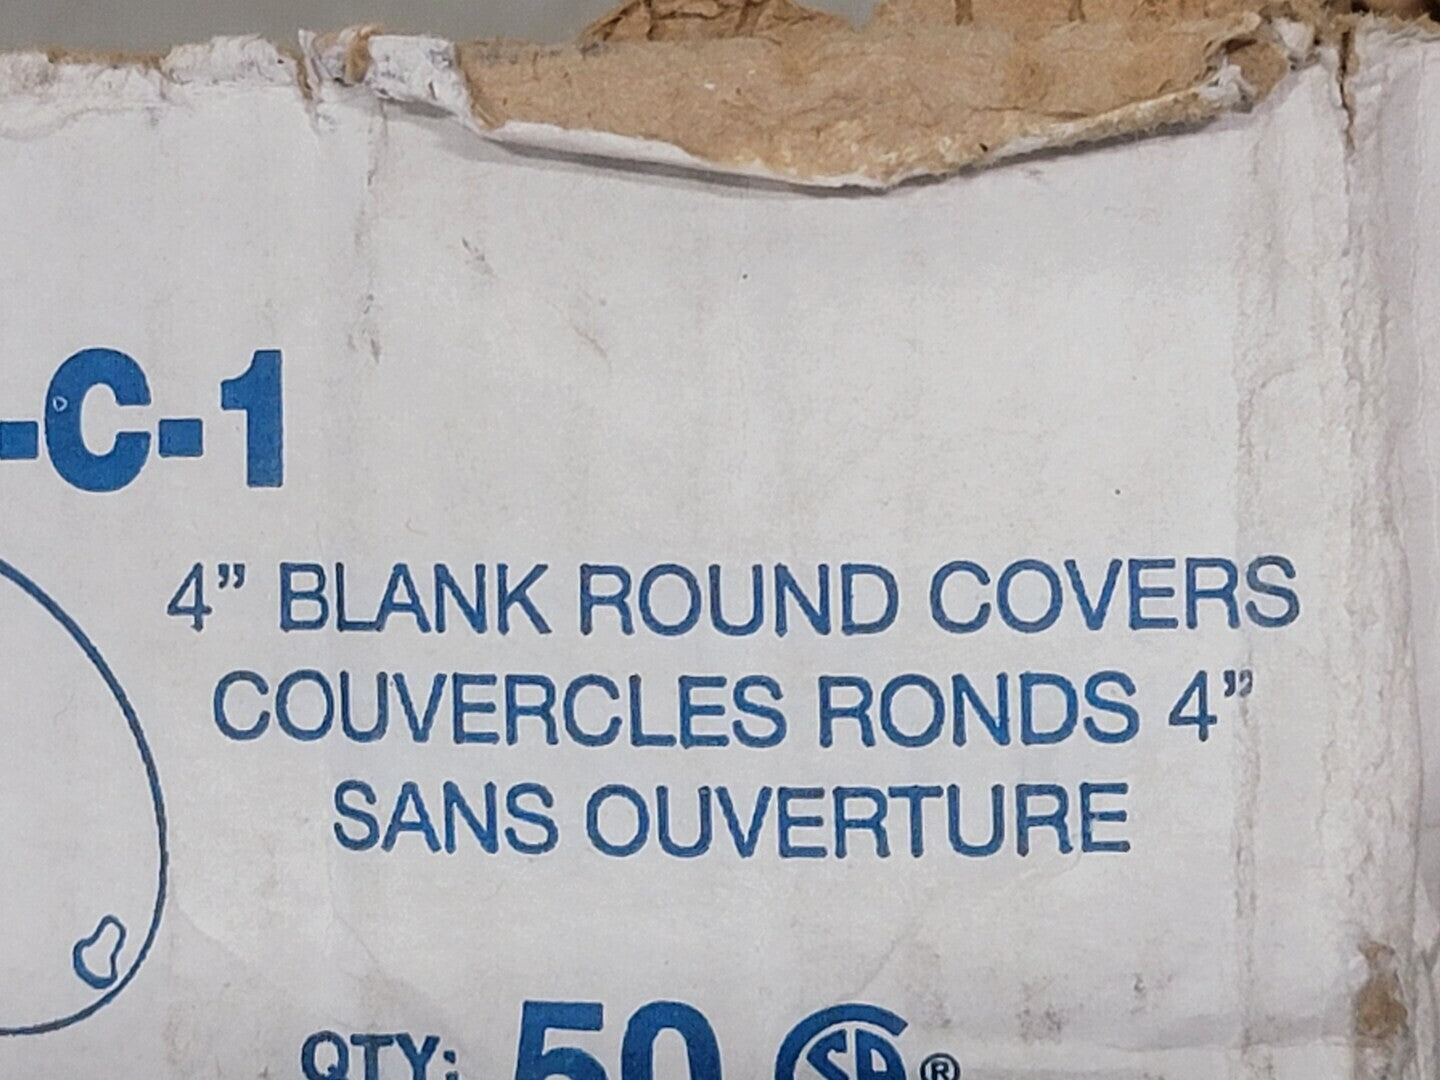 -C-1
4” BLANK ROUND COVERS
COUVERCLES RONDS 4”
SANS OUVERTURE
QTY: 50 ®